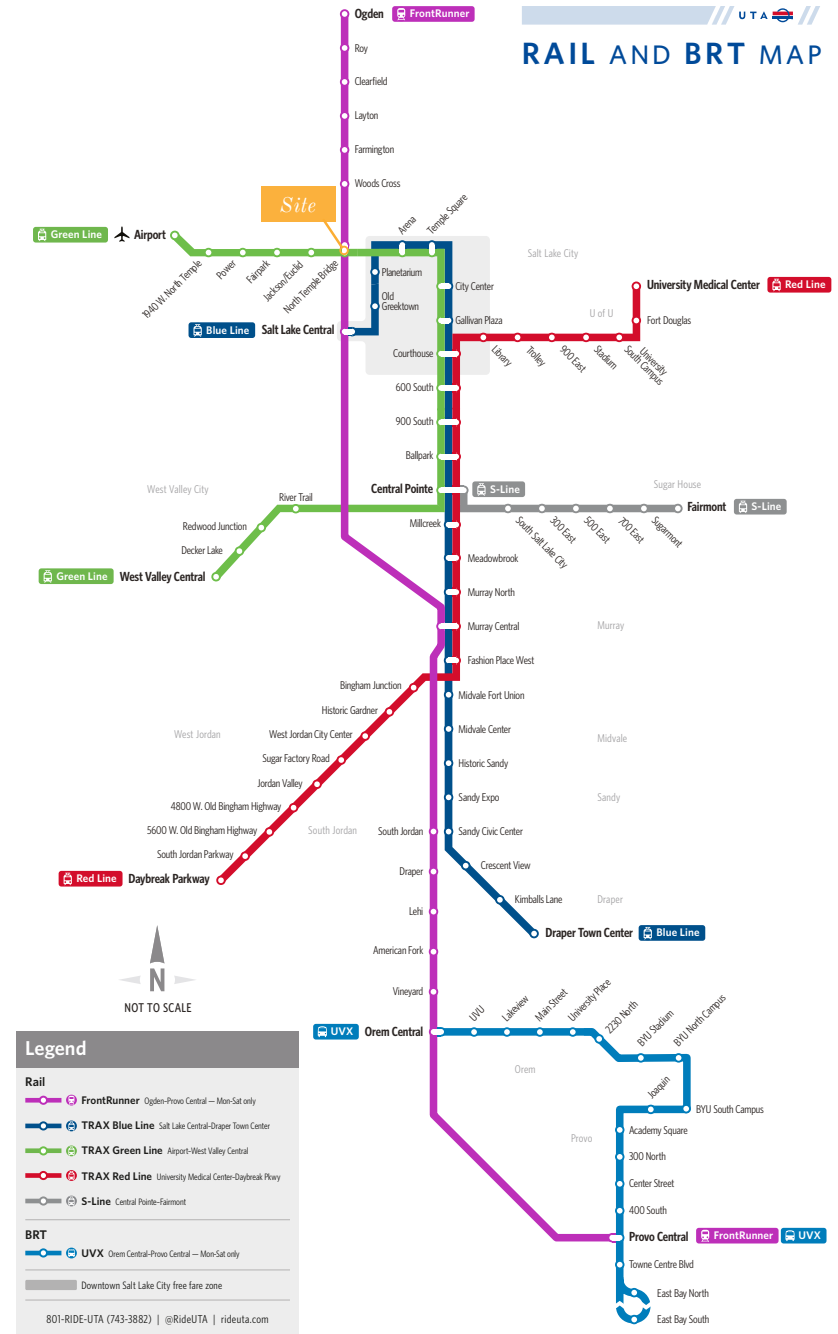 Ogden
FrontRunner
UTA
RAIL AND BRT MAP
Roy
Clearfield
Layton
Farmington
Woods Cross
Site
Arena
Temple Square
Green Line
Airport
1940 W. North Temple
Power
Fairpark
Jackson/Euclid
North Temple Bridge
Salt Lake City
Planetarium
Old
Greektown
City Center
University Medical Center
Red Line
Blue Line
Salt Lake Central
Gallivan Plaza
U of U
Fort Douglas
Courthouse
Library
Trolley
900 East
Stadium
University
South Campus
600 South
900 South
Ballpark
Central Pointe
S-Line
West Valley City
Sugar House
River Trail
Fairmont
S-Line
South Salt Lake City
300 East
500 East
700 East
Sugarmont
Redwood Junction
Millcreek
Decker Lake
Meadowbrook
Green Line
West Valley Central
Murray North
Murray Central
Murray
Fashion Place West
Bingham Junction
Midvale Fort Union
Historic Gardner
West Jordan
West Jordan City Center
Midvale Center
Midvale
Sugar Factory Road
Historic Sandy
Jordan Valley
Sandy Expo
Sandy
4800 W. Old Bingham Highway
5600 W. Old Bingham Highway
South Jordan
South Jordan
Sandy Civic Center
South Jordan Parkway
Crescent View
Red Line
Daybreak Parkway
Draper
Kimballs Lane
Draper
Lehi
Draper Town Center
Blue Line
American Fork
N
NOT TO SCALE
Vineyard
UVX
Orem Central
UVU
Lakeview
Main Street
University Place
2230 North
BYU Stadium
BYU North Campus
Orem
Joaquin
BYU South Campus
Provo
Academy Square
300 North
Center Street
400 South
Provo Central
FrontRunner
UVX
Towne Centre Blvd
East Bay North
East Bay South
Legend
Rail
FrontRunner Ogden-Provo Central — Mon-Sat only
TRAX Blue Line Salt Lake Central-Draper Town Center
TRAX Green Line Airport-West Valley Central
TRAX Red Line University Medical Center-Daybreak Pkwy
S-Line Central Pointe-Fairmont
BRT
UVX Orem Central-Provo Central — Mon-Sat only
Downtown Salt Lake City free fare zone
801-RIDE-UTA (743-3882) | @RideUTA | rideuta.com